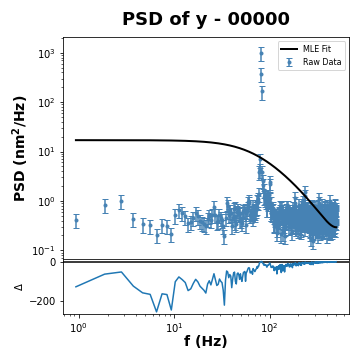 PSD of y - 00000
PSD (nm²/Hz)
10³
10²
10¹
10⁰
10⁻¹
MLE Fit
Raw Data
Δ
0
−200
10⁰
10¹
10²
f (Hz)